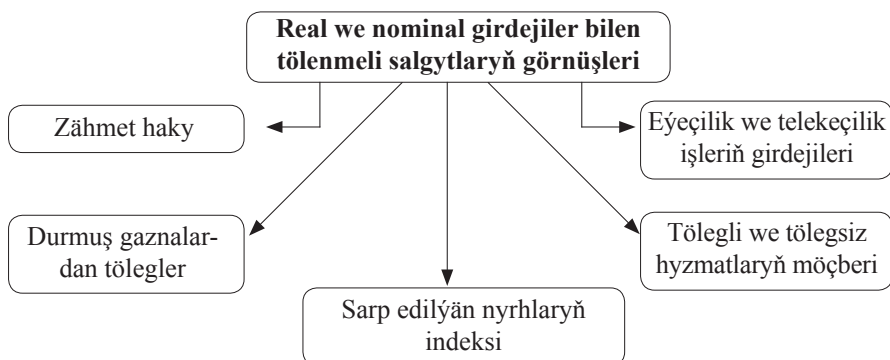 Real we nominal girdejiler bilen
tölenmeli salgytlaryň görnüşleri
Zähmet haky
Eýeçilik we telekeçilik
işleriň girdejileri
Durmuş gaznalar-
dan tölegler
Tölegli we tölegsiz
hyzmatlaryň möçberi
Sarp edilýän nyrhlaryň
indeksi